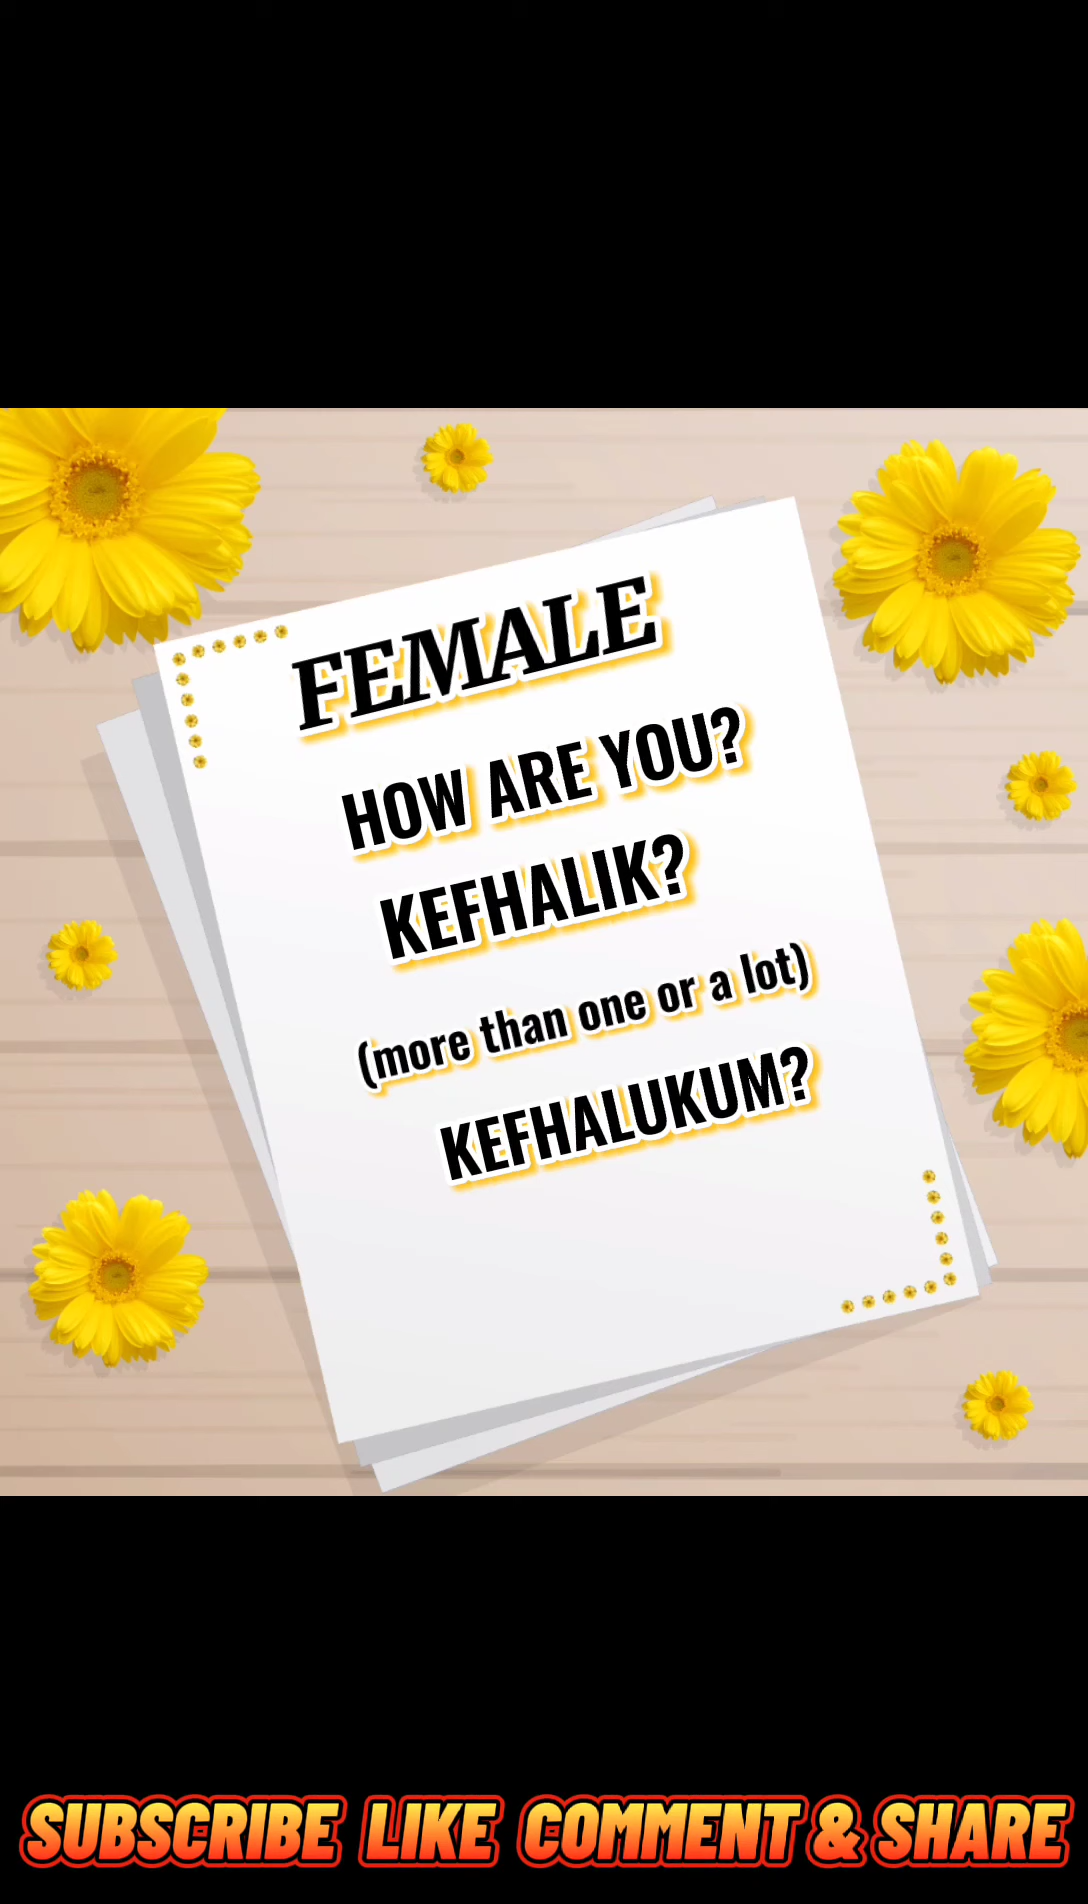 FEMALE
HOW ARE YOU?
KEFHALIK?
(more than one or a lot)
KEFHALUKUM?
SUBSCRIBE LIKE COMMENT & SHARE